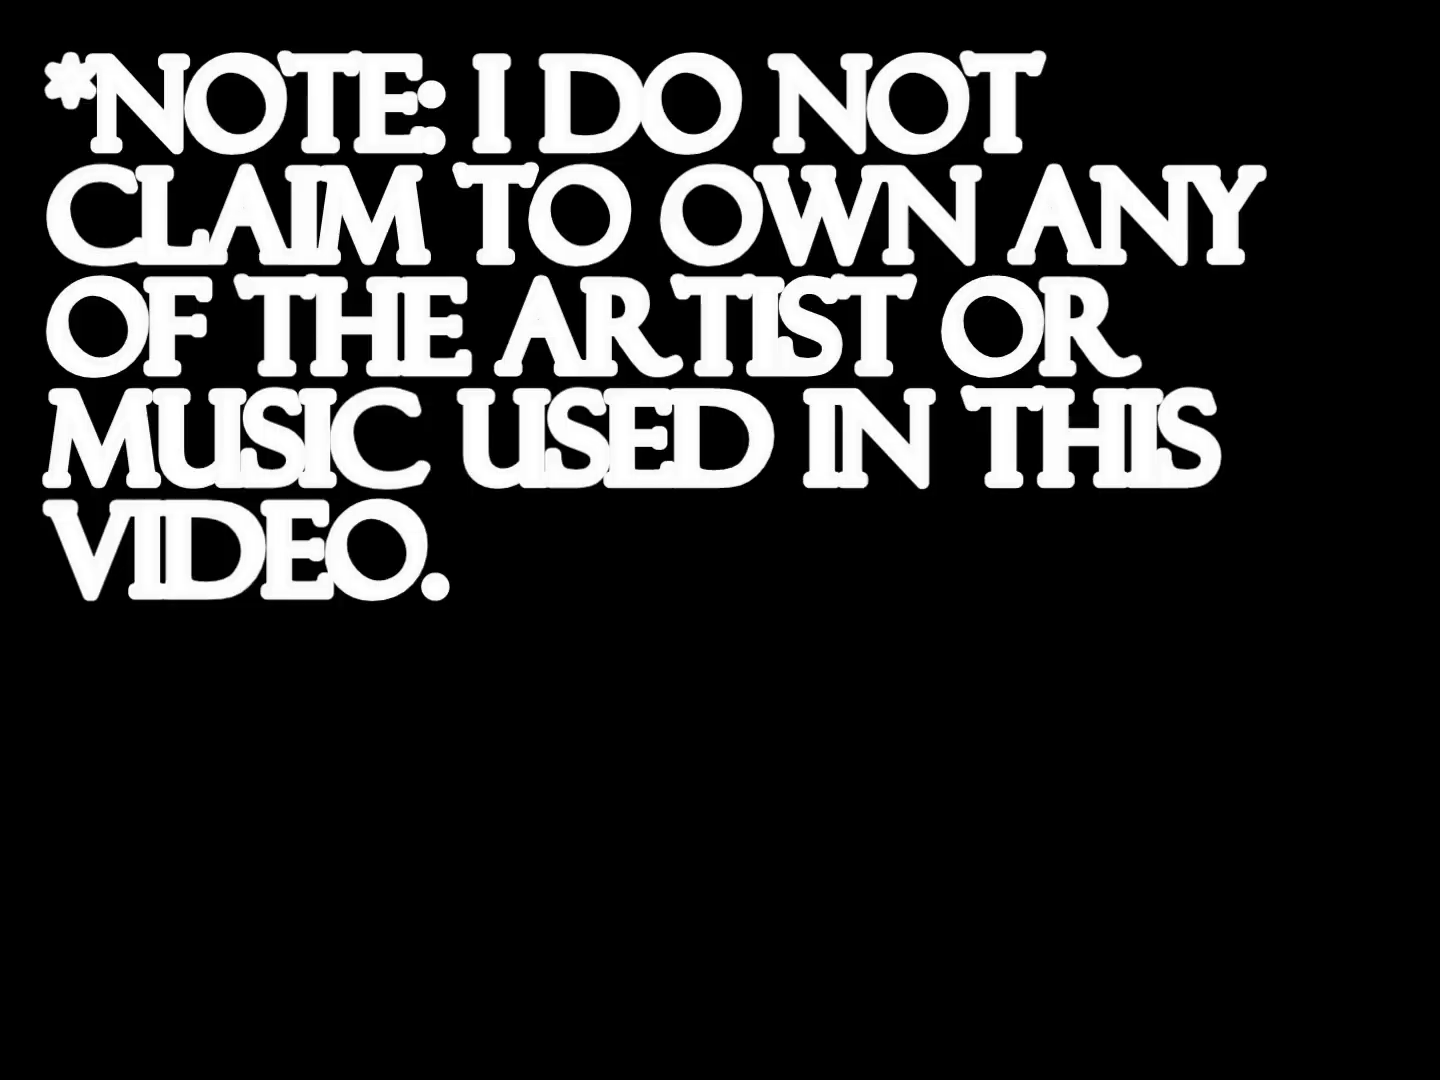 *NOTE: I DO NOT
CLAIM TO OWN ANY
OF THE ARTIST OR
MUSIC USED IN THIS
VIDEO.